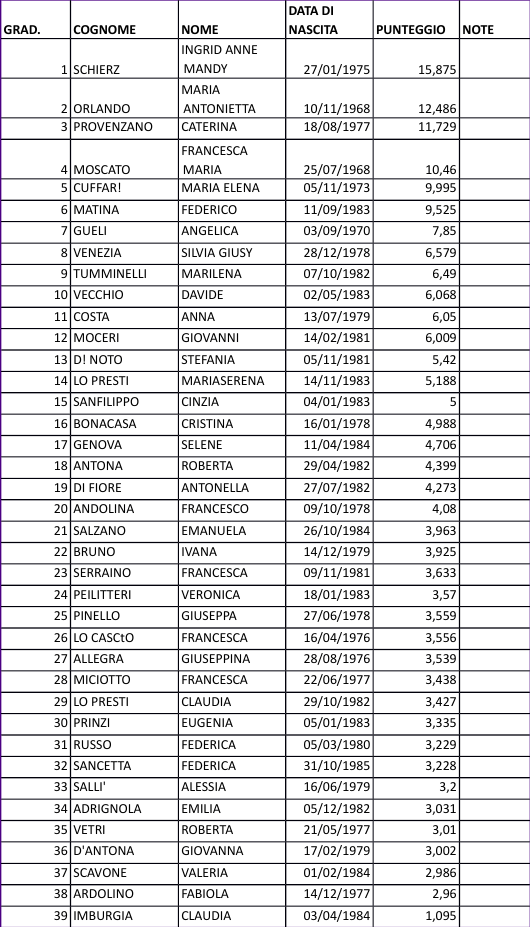 GRAD. COGNOME NOME DATA DI NASCITA PUNTEGGIO NOTE
1 SCHIERZ INGRID ANNE MANDY 27/01/1975 15,875
2 ORLANDO MARIA ANTONIETTA 10/11/1968 12,486
3 PROVENZANO CATERINA 18/08/1977 11,729
4 MOSCATO FRANCESCA MARIA 25/07/1968 10,46
5 CUFFAR! MARIA ELENA 05/11/1973 9,995
6 MATINA FEDERICO 11/09/1983 9,525
7 GUELI ANGELICA 03/09/1970 7,85
8 VENEZIA SILVIA GIUSY 28/12/1978 6,579
9 TUMMINELLI MARILENA 07/10/1982 6,49
10 VECCHIO DAVIDE 02/05/1983 6,068
11 COSTA ANNA 13/07/1979 6,05
12 MOCERI GIOVANNI 14/02/1981 6,009
13 D! NOTO STEFANIA 05/11/1981 5,42
14 LO PRESTI MARIASERENA 14/11/1983 5,188
15 SANFILIPPO CINZIA 04/01/1983 5
16 BONACASA CRISTINA 16/01/1978 4,988
17 GENOVA SELENE 11/04/1984 4,706
18 ANTONA ROBERTA 29/04/1982 4,399
19 DI FIORE ANTONELLA 27/07/1982 4,273
20 ANDOLINA FRANCESCO 09/10/1978 4,08
21 SALZANO EMANUELA 26/10/1984 3,963
22 BRUNO IVANA 14/12/1979 3,925
23 SERRAINO FRANCESCA 09/11/1981 3,633
24 PEILITTERI VERONICA 18/01/1983 3,57
25 PINELLO GIUSEPPA 27/06/1978 3,559
26 LO CASCtO FRANCESCA 16/04/1976 3,556
27 ALLEGRA GIUSEPPINA 28/08/1976 3,539
28 MICIOTTO FRANCESCA 22/06/1977 3,438
29 LO PRESTI CLAUDIA 29/10/1982 3,427
30 PRINZI EUGENIA 05/01/1983 3,335
31 RUSSO FEDERICA 05/03/1980 3,229
32 SANCETTA FEDERICA 31/10/1985 3,228
33 SALLI' ALESSIA 16/06/1979 3,2
34 ADRIGNOLA EMILIA 05/12/1982 3,031
35 VETRI ROBERTA 21/05/1977 3,01
36 D'ANTONA GIOVANNA 17/02/1979 3,002
37 SCAVONE VALERIA 01/02/1984 2,986
38 ARDOLINO FABIOLA 14/12/1977 2,96
39 IMBURGIA CLAUDIA 03/04/1984 1,095